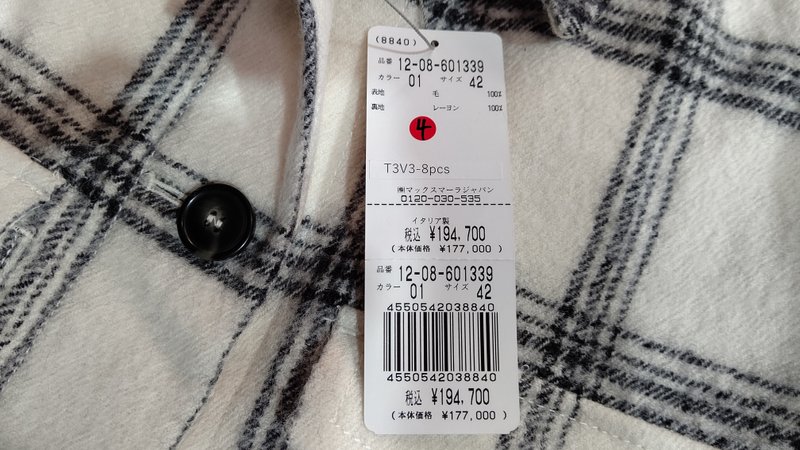 (8840)
品番 12-08-601339
カラー 01 サイズ 42
表地 毛 100%
裏地 レーヨン 100%
4
T3V3-8pcs
㈱マックスマーラジャパン
0120-030-535
イタリア製
税込 ¥194,700
(本体価格 ¥177,000)
品番 12-08-601339
カラー 01 サイズ 42
4550542038840
4550542038840
税込 ¥194,700
(本体価格 ¥177,000)